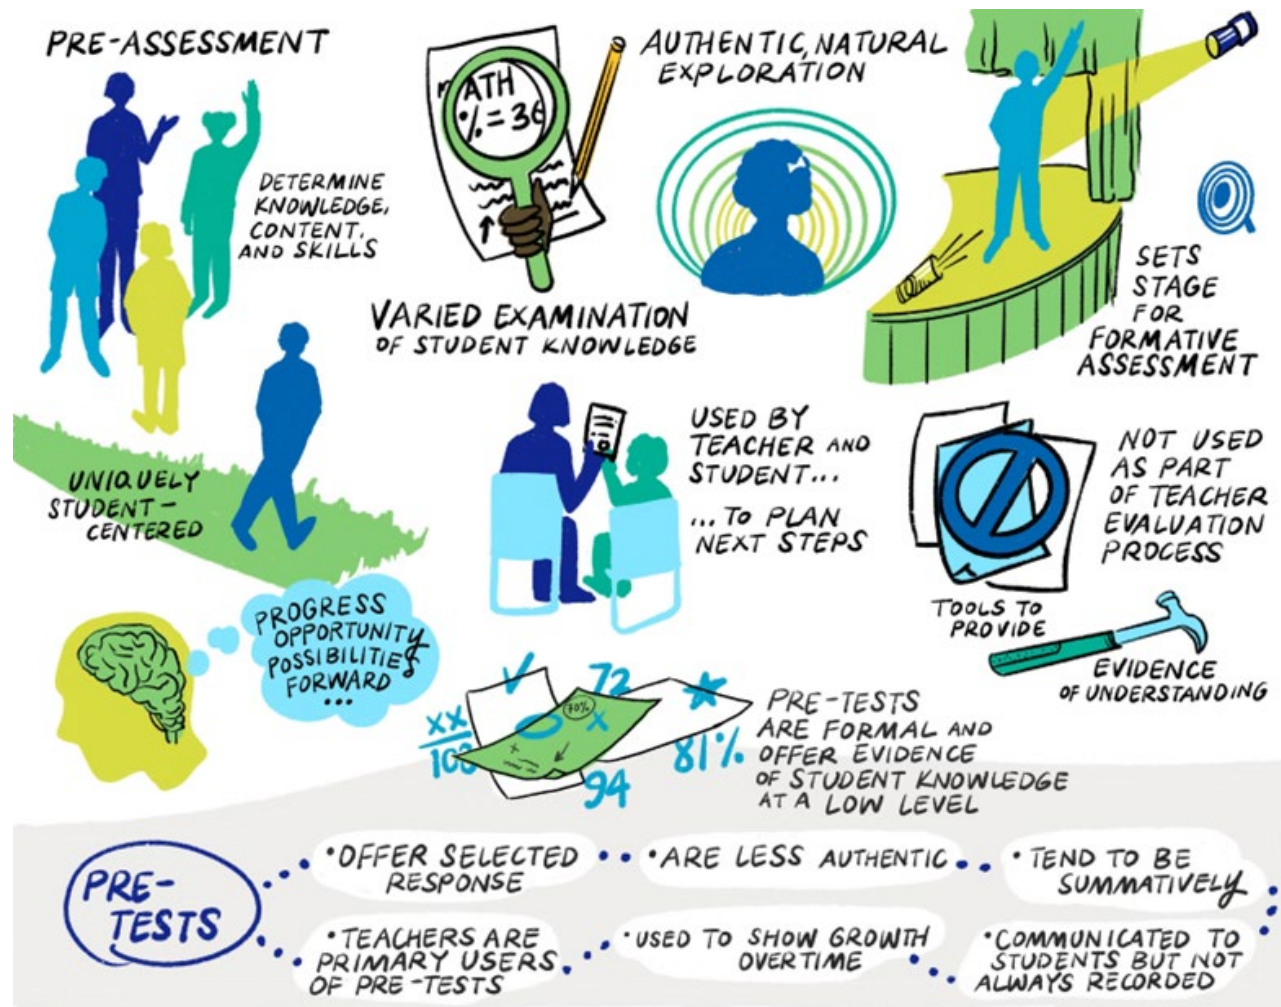 PRE-ASSESSMENT
DETERMINE
KNOWLEDGE,
CONTENT,
AND SKILLS
MATH
%= 36
VARIED EXAMINATION
OF STUDENT KNOWLEDGE
AUTHENTIC, NATURAL
EXPLORATION
SETS
STAGE
FOR
FORMATIVE
ASSESSMENT
UNIQUELY
STUDENT-
CENTERED
USED BY
TEACHER AND
STUDENT...
...TO PLAN
NEXT STEPS
NOT USED
AS PART
OF TEACHER
EVALUATION
PROCESS
PROGRESS
OPPORTUNITY
POSSIBILITIES
FORWARD
...
TOOLS TO
PROVIDE
EVIDENCE
OF UNDERSTANDING
72
70%
XX
100
X
81%
94
PRE-TESTS
ARE FORMAL AND
OFFER EVIDENCE
OF STUDENT KNOWLEDGE
AT A LOW LEVEL
PRE-
TESTS
• OFFER SELECTED
RESPONSE
• ARE LESS AUTHENTIC
• TEND TO BE
SUMMATIVELY
• TEACHERS ARE
PRIMARY USERS
OF PRE-TESTS
• USED TO SHOW GROWTH
OVERTIME
• COMMUNICATED TO
STUDENTS BUT NOT
ALWAYS RECORDED